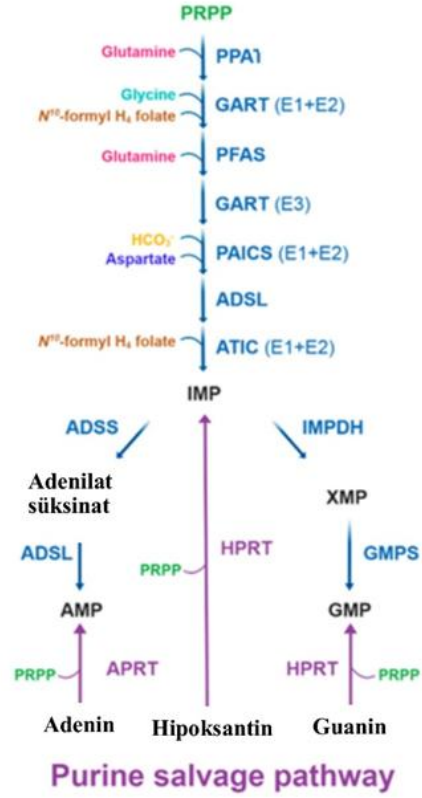 PRPP
Glutamine PPA1
Glycine
N¹⁰-formyl H₄ folate GART (E1+E2)
Glutamine PFAS
GART (E3)
HCO₃⁻
Aspartate PAICS (E1+E2)
ADSL
N¹⁰-formyl H₄ folate ATIC (E1+E2)
IMP
ADSS IMPDH
Adenilat
süksinat
XMP
ADSL GMPS
HPRT
PRPP
AMP GMP
PRPP APRT HPRT PRPP
Adenin Hipoksantin Guanin
Purine salvage pathway